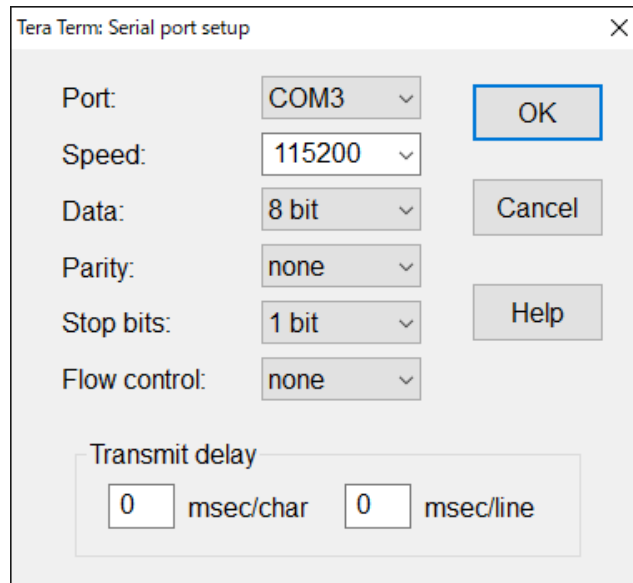 Tera Term: Serial port setup
Port: COM3
OK
Speed: 115200
Data: 8 bit
Cancel
Parity: none
Stop bits: 1 bit
Help
Flow control: none
Transmit delay
0 msec/char 0 msec/line